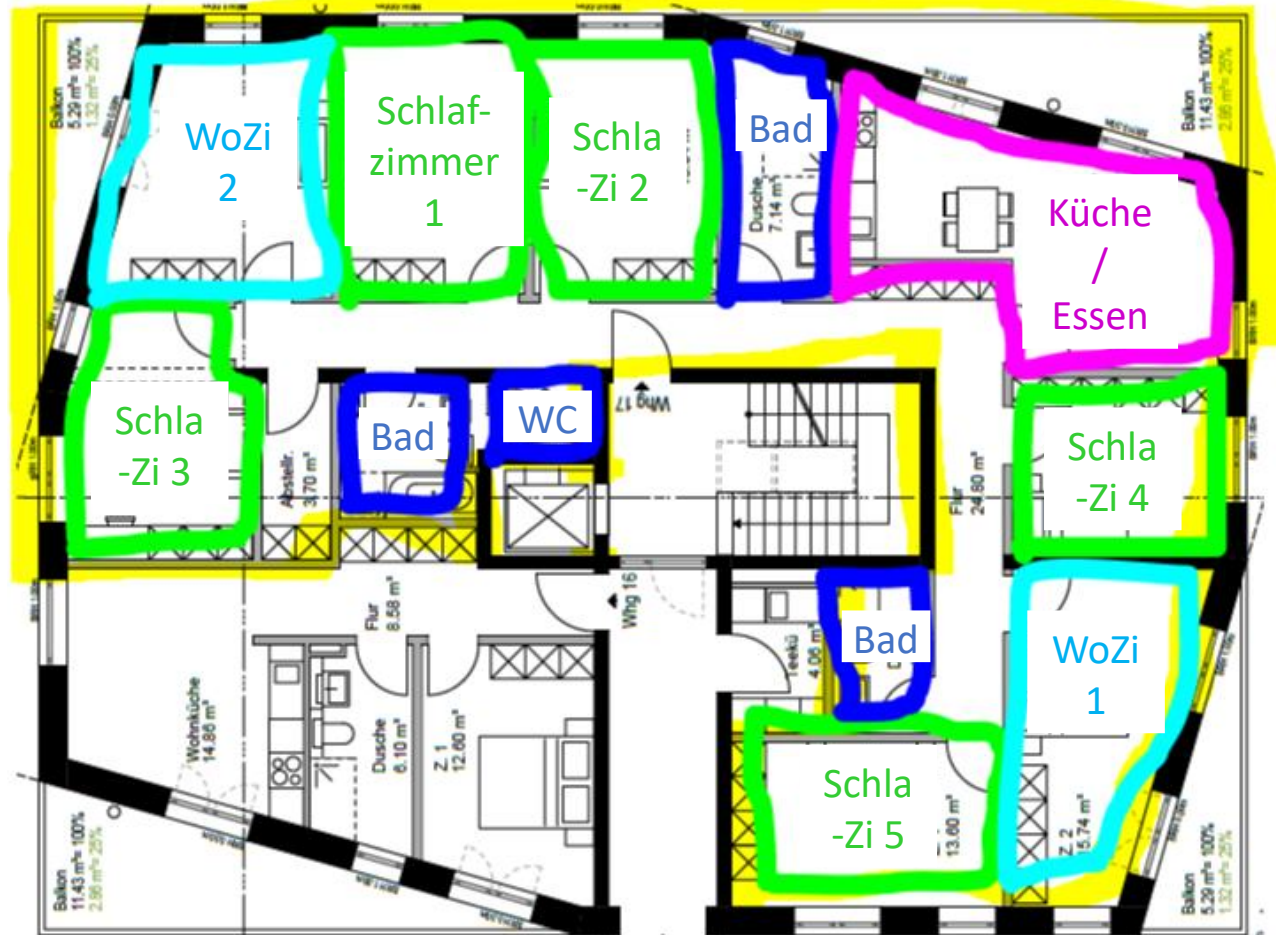 Balkon
5.29 m²= 100%
1.32 m²= 25%
WoZi
2
Schlaf-
zimmer
1
Schla
-Zi 2
Bad
Dusche
7.14 m²
Küche
/
Essen
Balkon
11.43 m²= 100%
2.86 m²= 25%
Schla
-Zi 3
Abstellr.
3.70 m²
Bad
WC
Whg 17
Flur
24.80 m²
Schla
-Zi 4
Flur
8.58 m²
Whg 16
Teekü
4.06 m²
Bad
WoZi
1
Wohnküche
14.86 m²
Dusche
6.10 m²
Z. 1
12.60 m²
Schla
-Zi 5
13.60 m²
Z. 2
15.74 m²
Balkon
11.43 m²= 100%
2.86 m²= 25%
Balkon
5.29 m²= 100%
1.32 m²= 25%